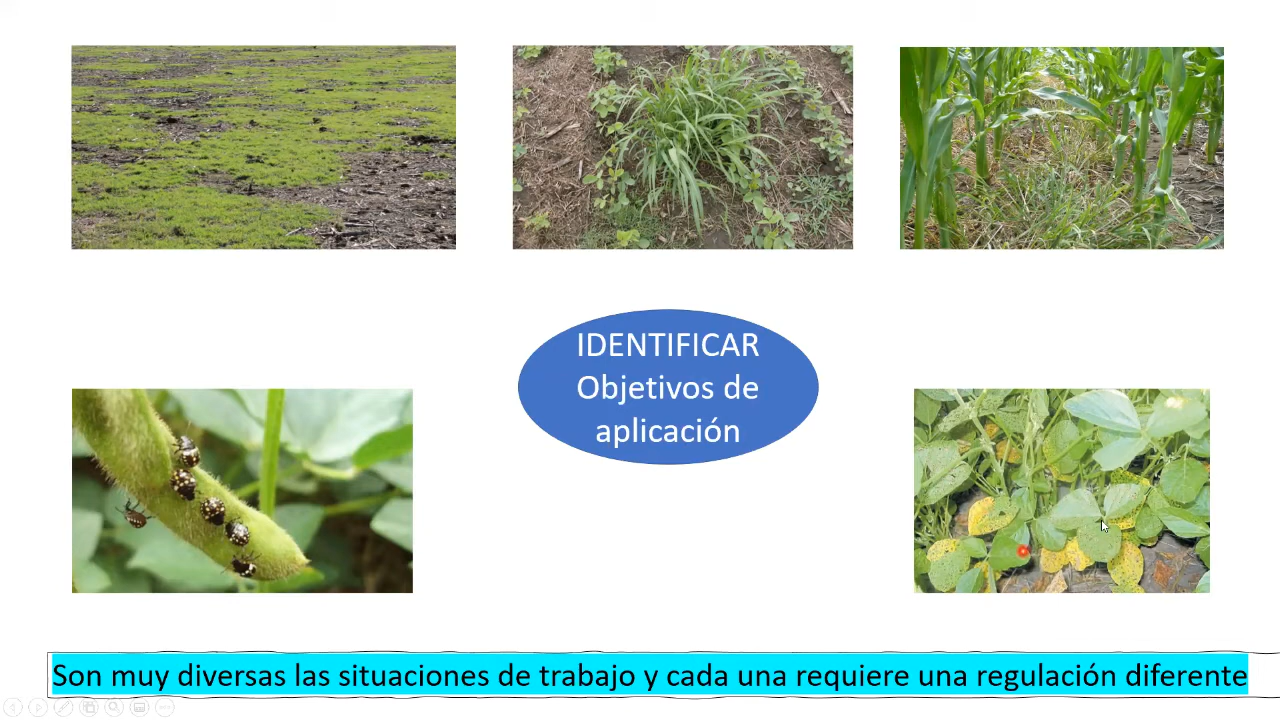 IDENTIFICAR
Objetivos de
aplicación
Son muy diversas las situaciones de trabajo y cada una requiere una regulación diferente